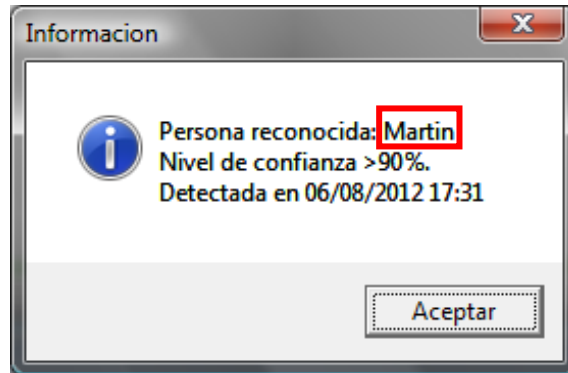 Informacion
Persona reconocida: Martin
Nivel de confianza >90%.
Detectada en 06/08/2012 17:31
Aceptar